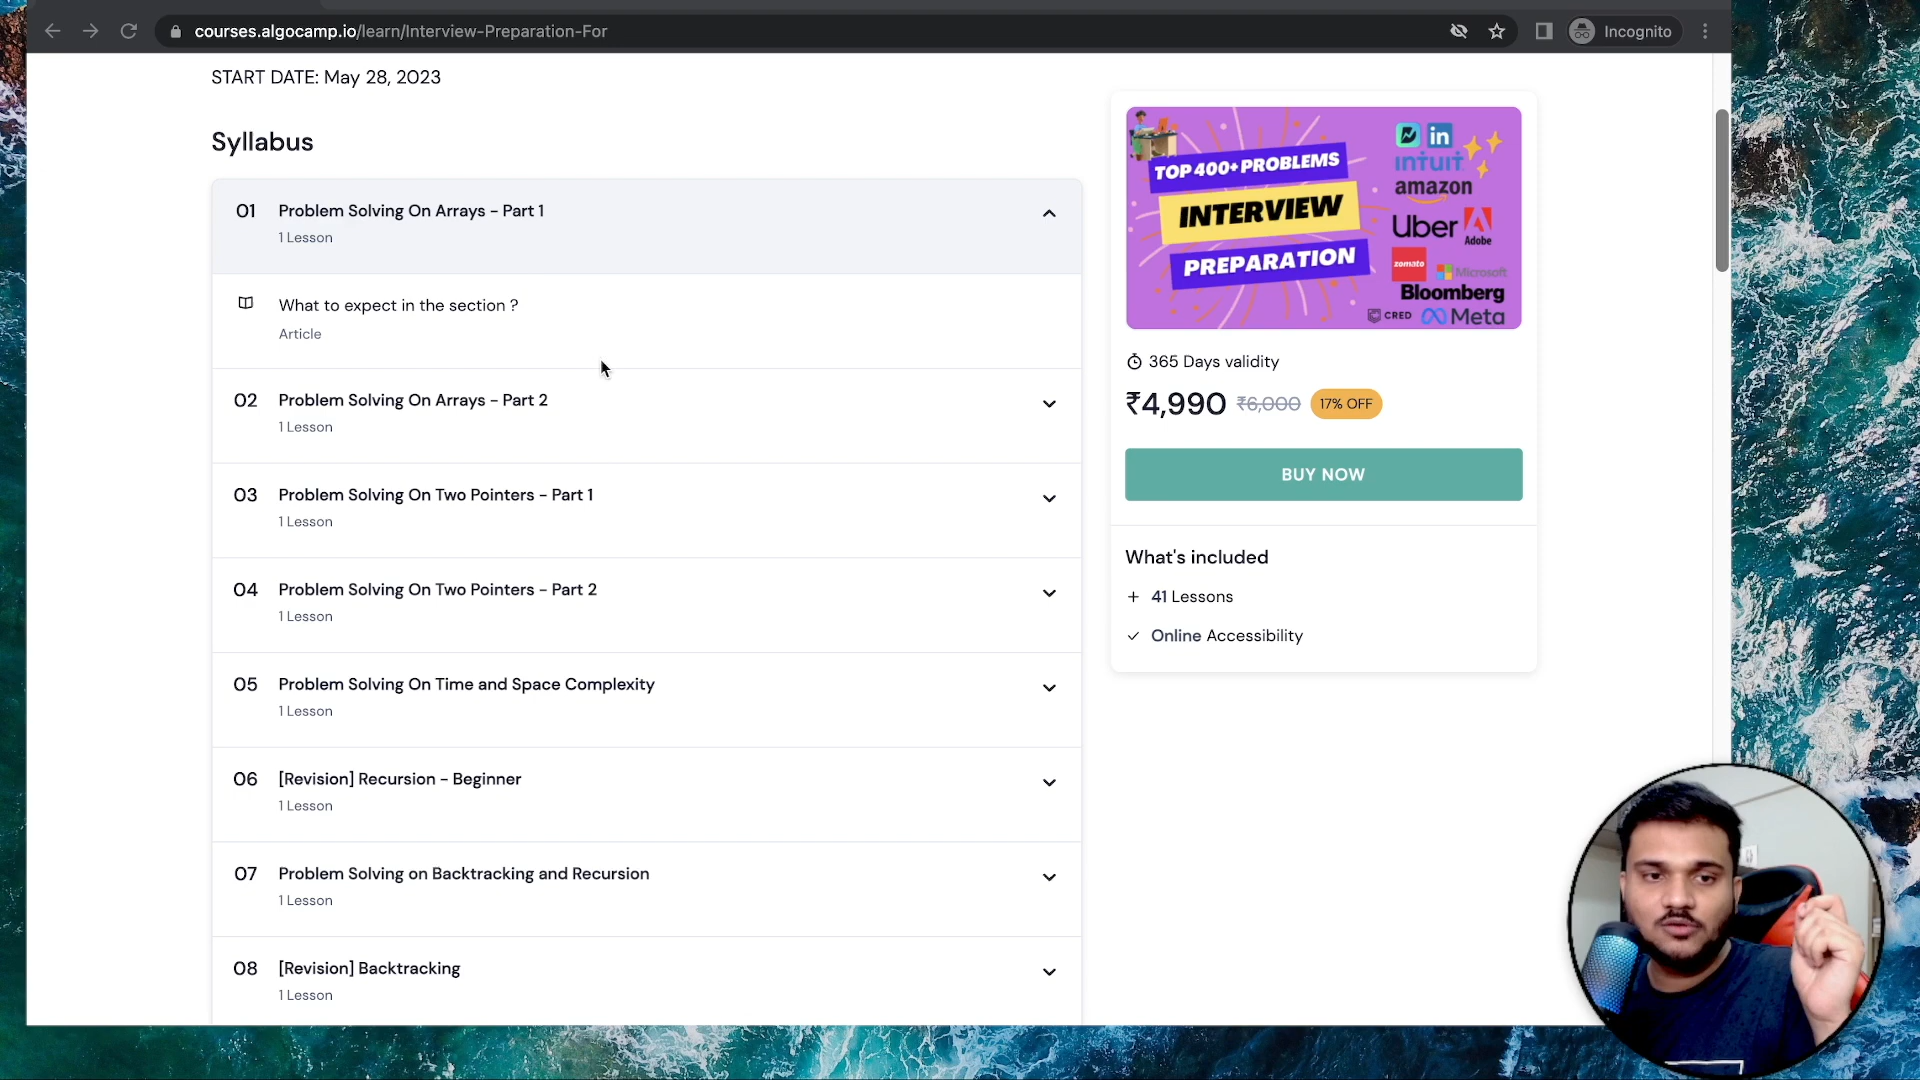 courses.algocamp.io/learn/Interview-Preparation-For
Incognito
START DATE: May 28, 2023
Syllabus
01 Problem Solving On Arrays - Part 1
1 Lesson
What to expect in the section ?
Article
02 Problem Solving On Arrays - Part 2
1 Lesson
03 Problem Solving On Two Pointers - Part 1
1 Lesson
04 Problem Solving On Two Pointers - Part 2
1 Lesson
05 Problem Solving On Time and Space Complexity
1 Lesson
06 [Revision] Recursion - Beginner
1 Lesson
07 Problem Solving on Backtracking and Recursion
1 Lesson
08 [Revision] Backtracking
1 Lesson
TOP 400+ PROBLEMS
INTERVIEW
PREPARATION
in
INTUIT
amazon
Uber
Adobe
zomato
Microsoft
Bloomberg
CRED
Meta
365 Days validity
₹4,990 ₹6,000 17% OFF
BUY NOW
What's included
+ 41 Lessons
Online Accessibility